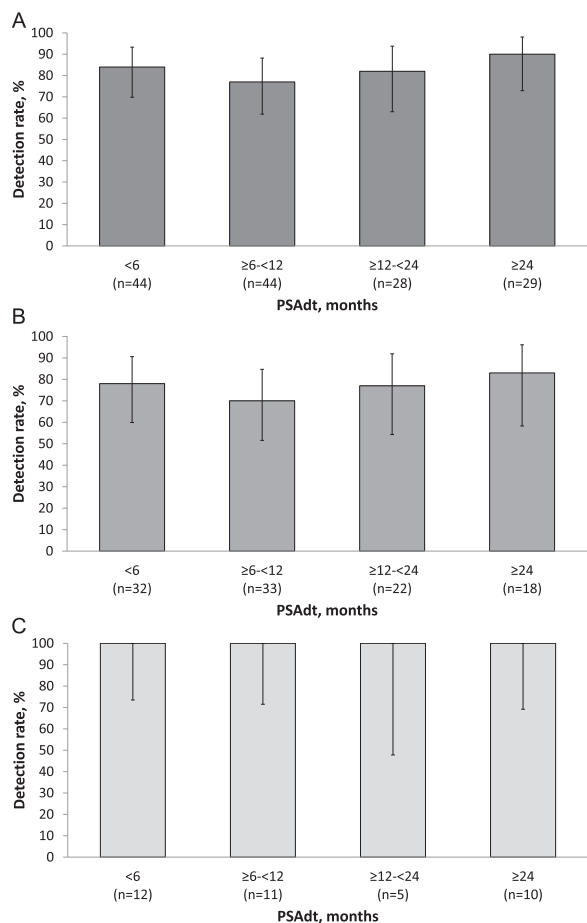 A
Detection rate, %
100
90
80
70
60
50
40
30
20
10
0
<6 ≥6-<12 ≥12-<24 ≥24
(n=44) (n=44) (n=28) (n=29)
PSAdt, months
B
Detection rate, %
100
90
80
70
60
50
40
30
20
10
0
<6 ≥6-<12 ≥12-<24 ≥24
(n=32) (n=33) (n=22) (n=18)
PSAdt, months
C
Detection rate, %
100
90
80
70
60
50
40
30
20
10
0
<6 ≥6-<12 ≥12-<24 ≥24
(n=12) (n=11) (n=5) (n=10)
PSAdt, months